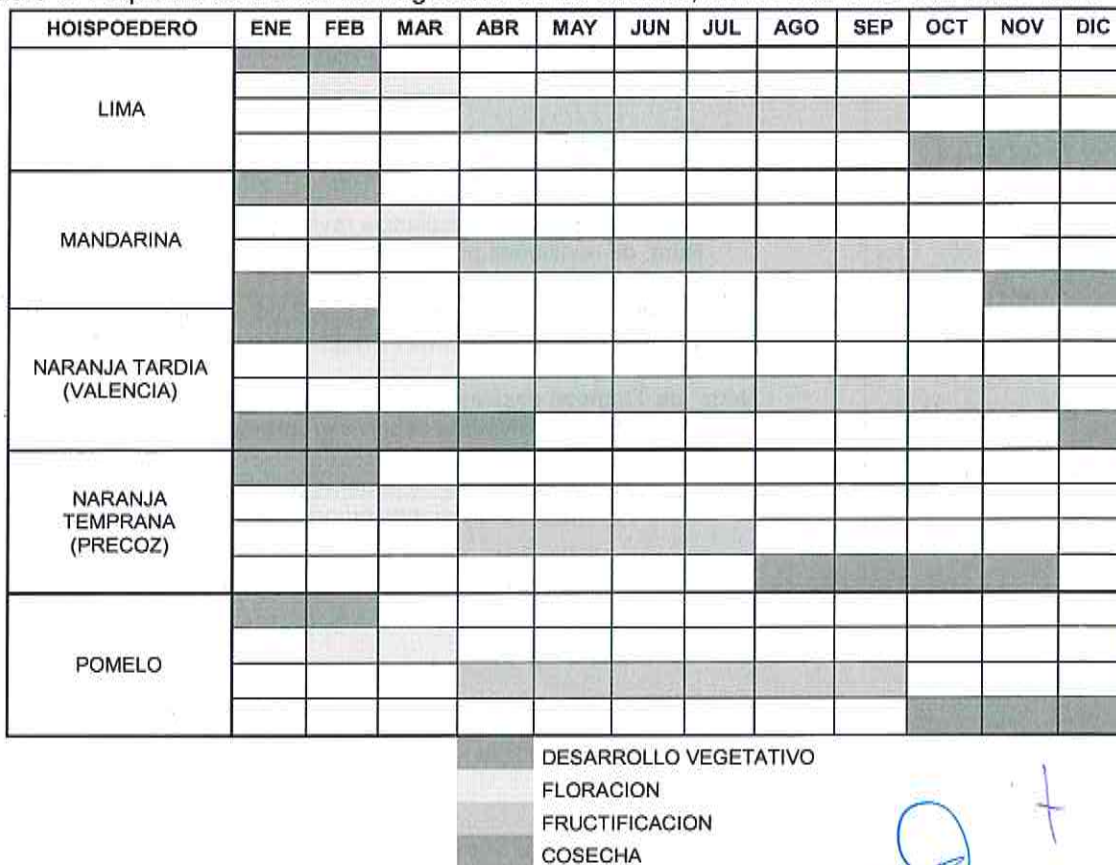 HOISPOEDERO ENE FEB MAR ABR MAY JUN JUL AGO SEP OCT NOV DIC
LIMA
MANDARINA
NARANJA TARDIA
(VALENCIA)
NARANJA
TEMPRANA
(PRECOZ)
POMELO
DESARROLLO VEGETATIVO
FLORACION
FRUCTIFICACION
COSECHA